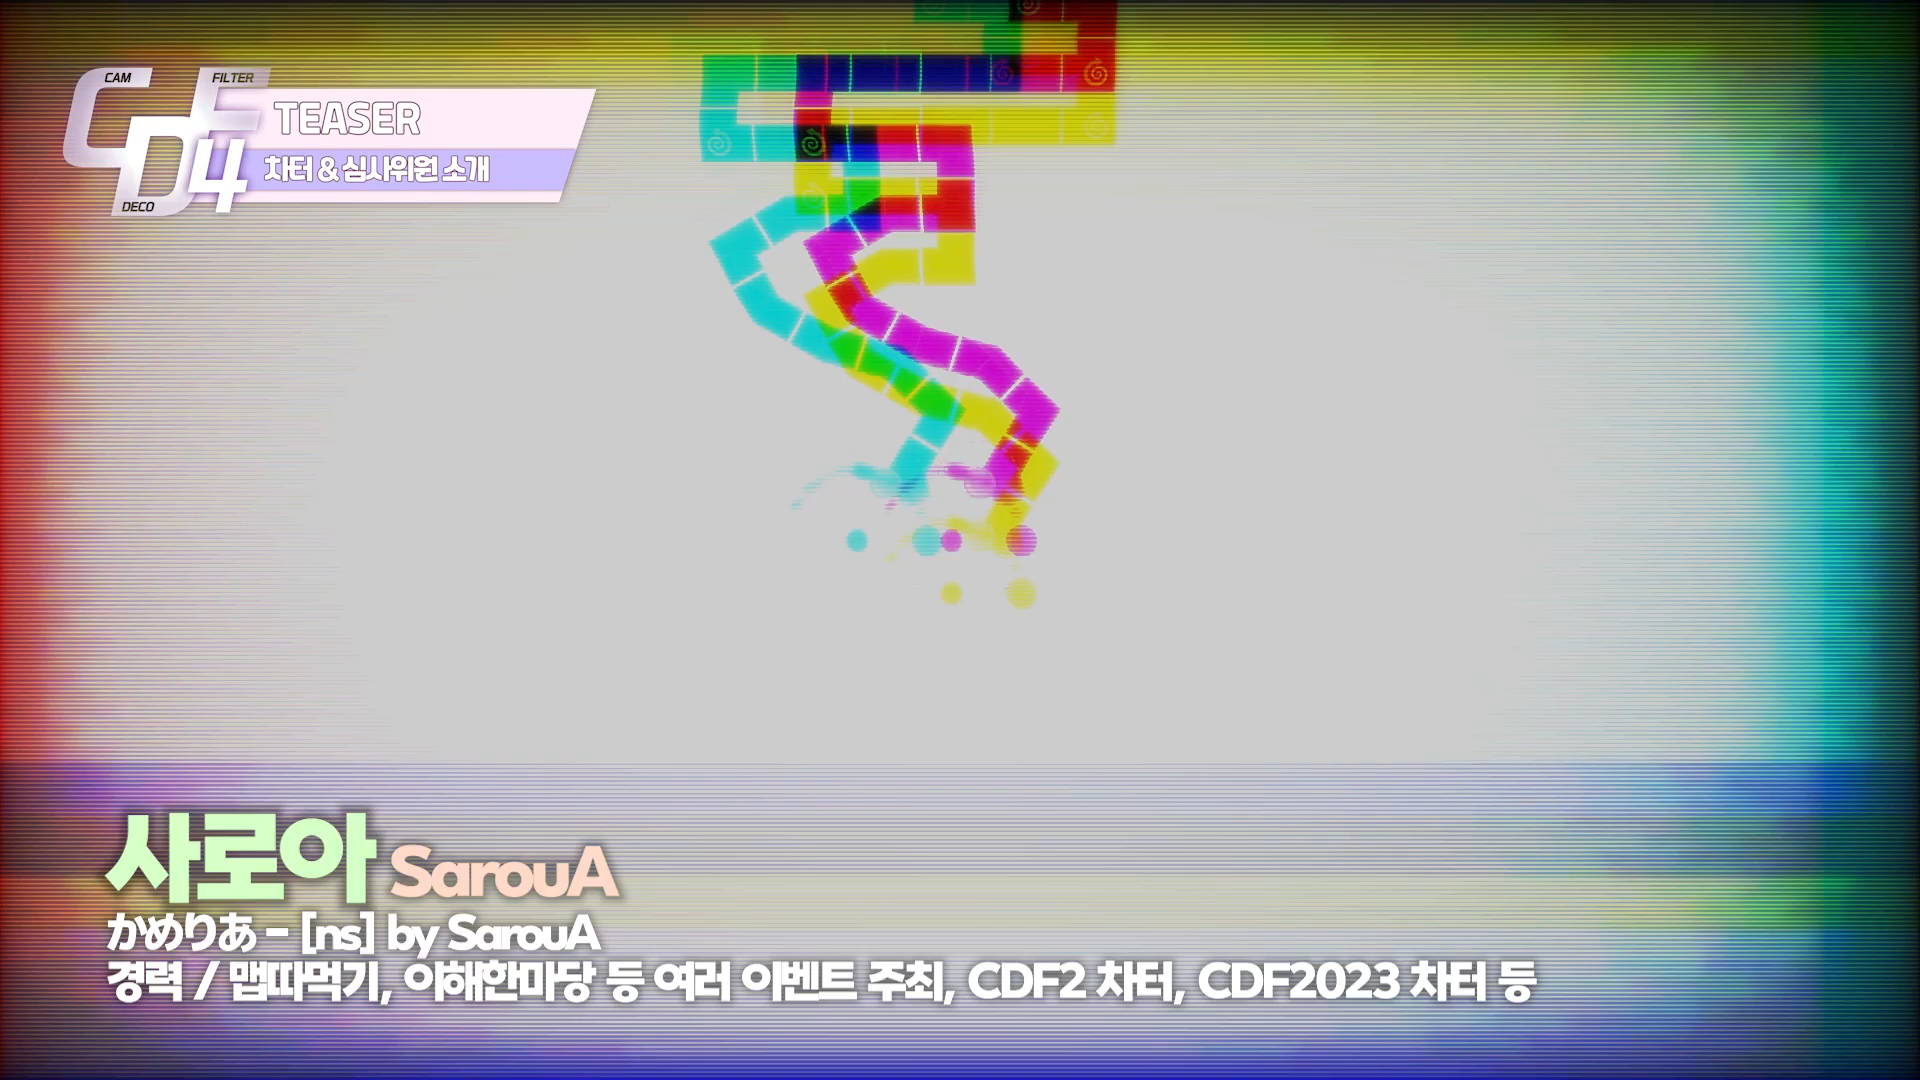 CAM
FILTER
CDF4
DECO
TEASER
차터 & 심사위원 소개
사로아 SarouA
かめりあ - [ns] by SarouA
경력 / 맵따먹기, 이해한마당 등 여러 이벤트 주최, CDF2 차터, CDF2023 차터 등